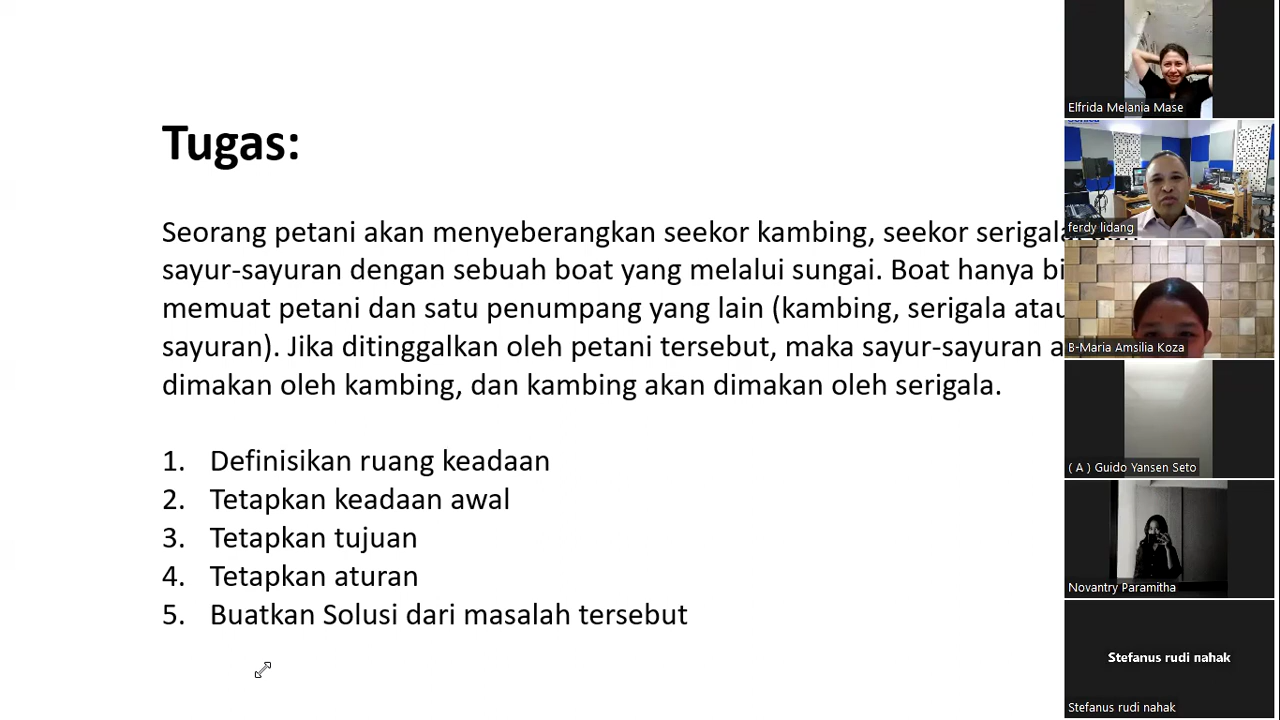 Tugas:
Seorang petani akan menyeberangkan seekor kambing, seekor serigala
sayur-sayuran dengan sebuah boat yang melalui sungai. Boat hanya bi
memuat petani dan satu penumpang yang lain (kambing, serigala atau
sayuran). Jika ditinggalkan oleh petani tersebut, maka sayur-sayuran a
dimakan oleh kambing, dan kambing akan dimakan oleh serigala.
1. Definisikan ruang keadaan
2. Tetapkan keadaan awal
3. Tetapkan tujuan
4. Tetapkan aturan
5. Buatkan Solusi dari masalah tersebut
Elfrida Melania Mase
ferdy lidang
B-Maria Amsilia Koza
( A ) Guido Yansen Seto
Novantry Paramitha
Stefanus rudi nahak
Stefanus rudi nahak